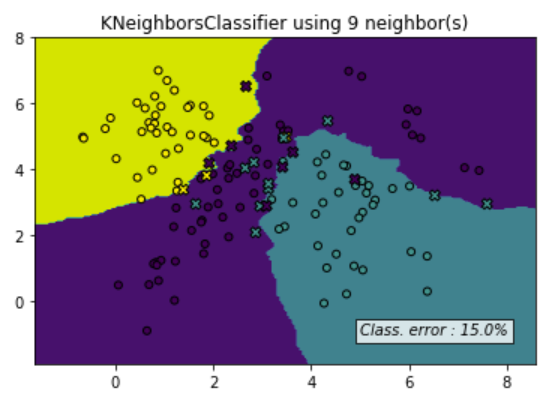 KNeighborsClassifier using 9 neighbor(s)
8
6
4
2
0
Class. error : 15.0%
0 2 4 6 8